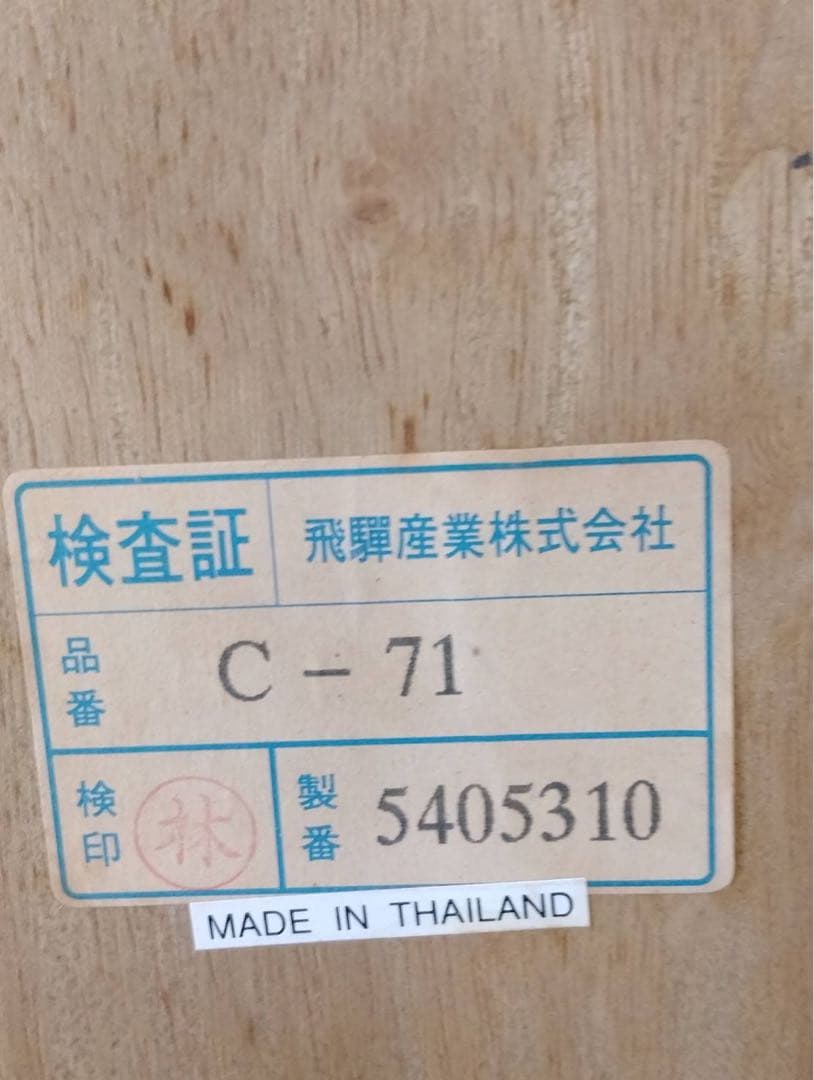 検査証 飛騨産業株式会社
品番 C-71
検印 林 製番 5405310
MADE IN THAILAND